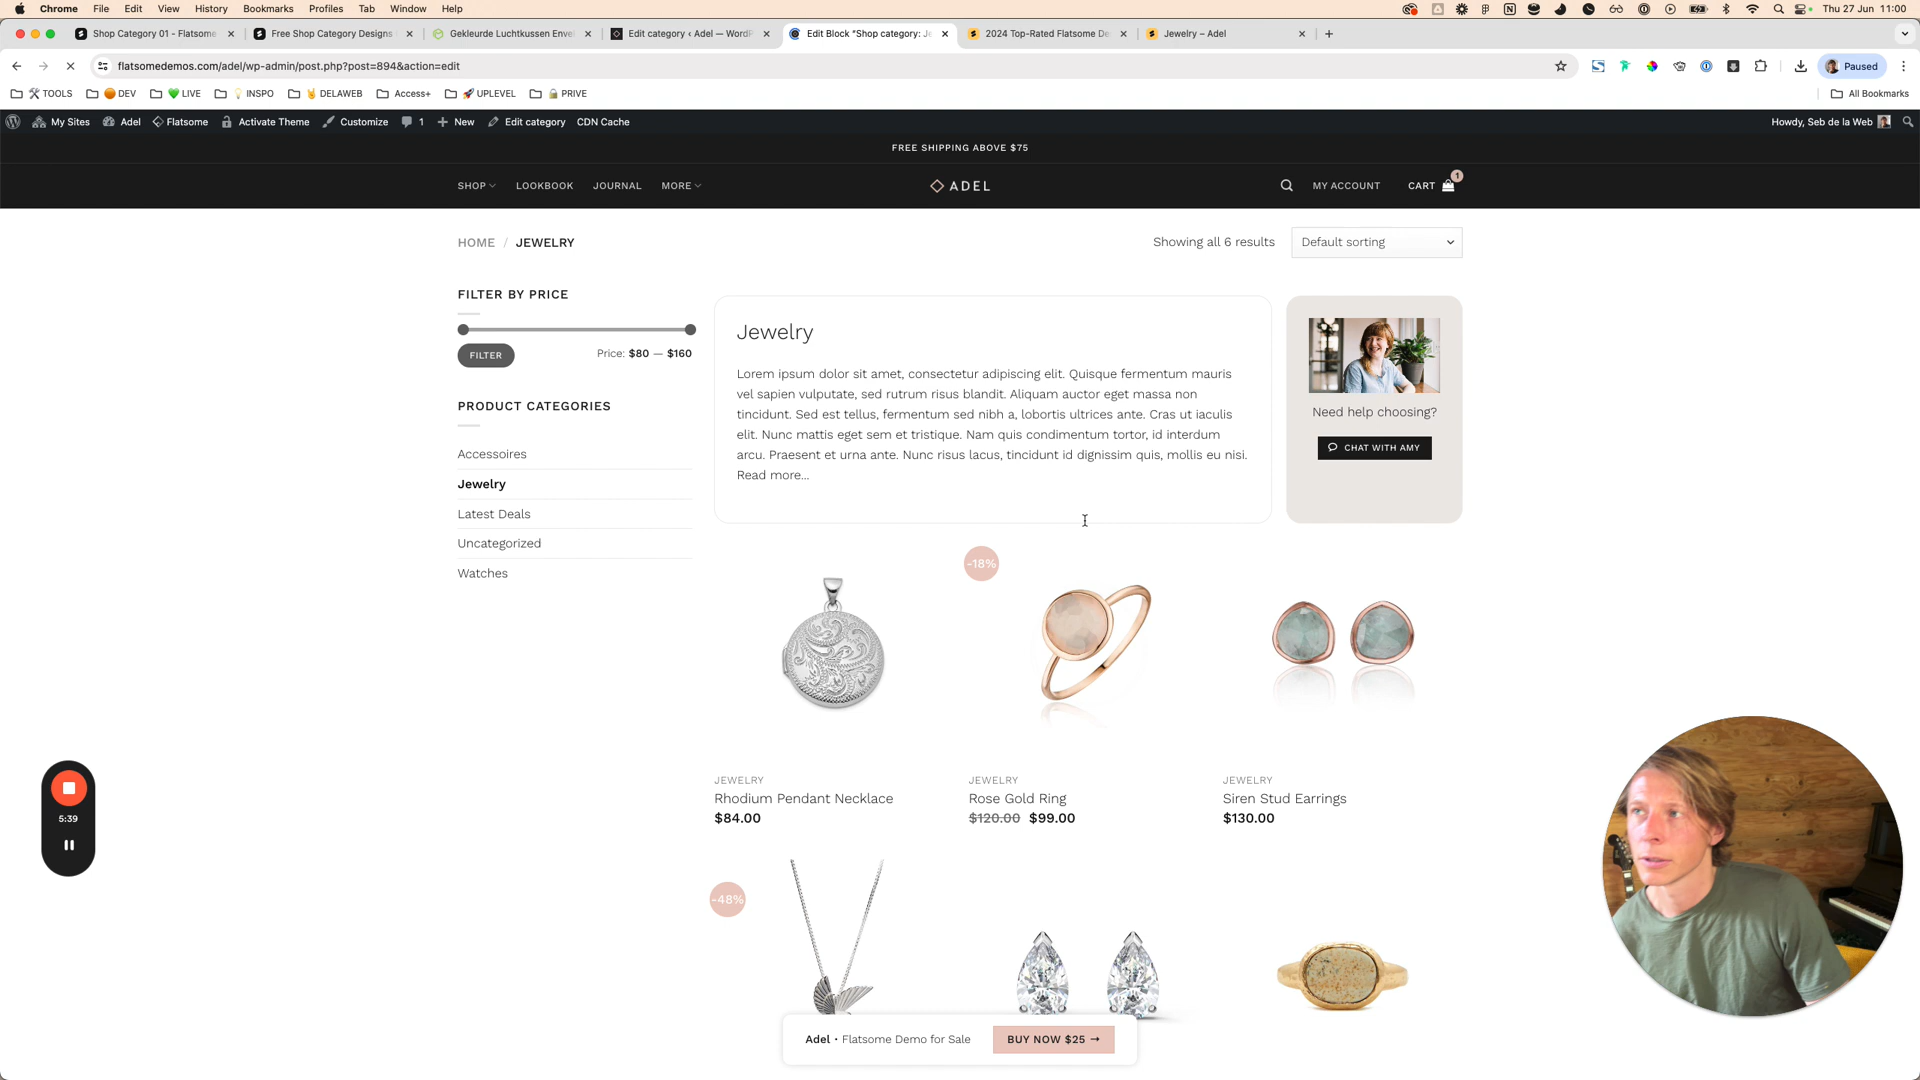 Chrome File Edit View History Bookmarks Profiles Tab Window Help Thu 27 Jun 11:00
Shop Category 01 - Flatsome
Free Shop Category Designs
Gekleurde Luchtkussen Enve
Edit category ‹ Adel — WordP
Edit Block "Shop category: Je
2024 Top-Rated Flatsome De
Jewelry – Adel
flatsomedemos.com/adel/wp-admin/post.php?post=894&action=edit
Paused
TOOLS DEV LIVE INSPO DELAWEB Access+ UPLEVEL PRIVE All Bookmarks
My Sites Adel Flatsome Activate Theme Customize 1 New Edit category CDN Cache Howdy, Seb de la Web
FREE SHIPPING ABOVE $75
SHOP LOOKBOOK JOURNAL MORE ADEL MY ACCOUNT CART 1
HOME / JEWELRY
Showing all 6 results
Default sorting
FILTER BY PRICE
FILTER
Price: $80 — $160
PRODUCT CATEGORIES
Accessoires
Jewelry
Latest Deals
Uncategorized
Watches
Jewelry
Lorem ipsum dolor sit amet, consectetur adipiscing elit. Quisque fermentum mauris
vel sapien vulputate, sed rutrum risus blandit. Aliquam auctor eget massa non
tincidunt. Sed est tellus, fermentum sed nibh a, lobortis ultrices ante. Cras ut iaculis
elit. Nunc mattis eget sem et tristique. Nam quis condimentum tortor, id interdum
arcu. Praesent et urna ante. Nunc risus lacus, tincidunt id dignissim quis, mollis eu nisi.
Read more...
Need help choosing?
CHAT WITH AMY
-18%
JEWELRY
Rhodium Pendant Necklace
$84.00
JEWELRY
Rose Gold Ring
$120.00 $99.00
JEWELRY
Siren Stud Earrings
$130.00
-48%
5:39
Adel · Flatsome Demo for Sale
BUY NOW $25 →